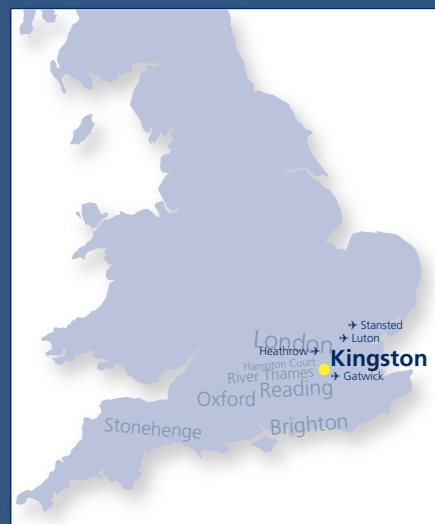 ✈ Stansted
✈ Luton
London
Heathrow ✈
Kingston
Hampton Court
River Thames
✈ Gatwick
Reading
Oxford
Brighton
Stonehenge